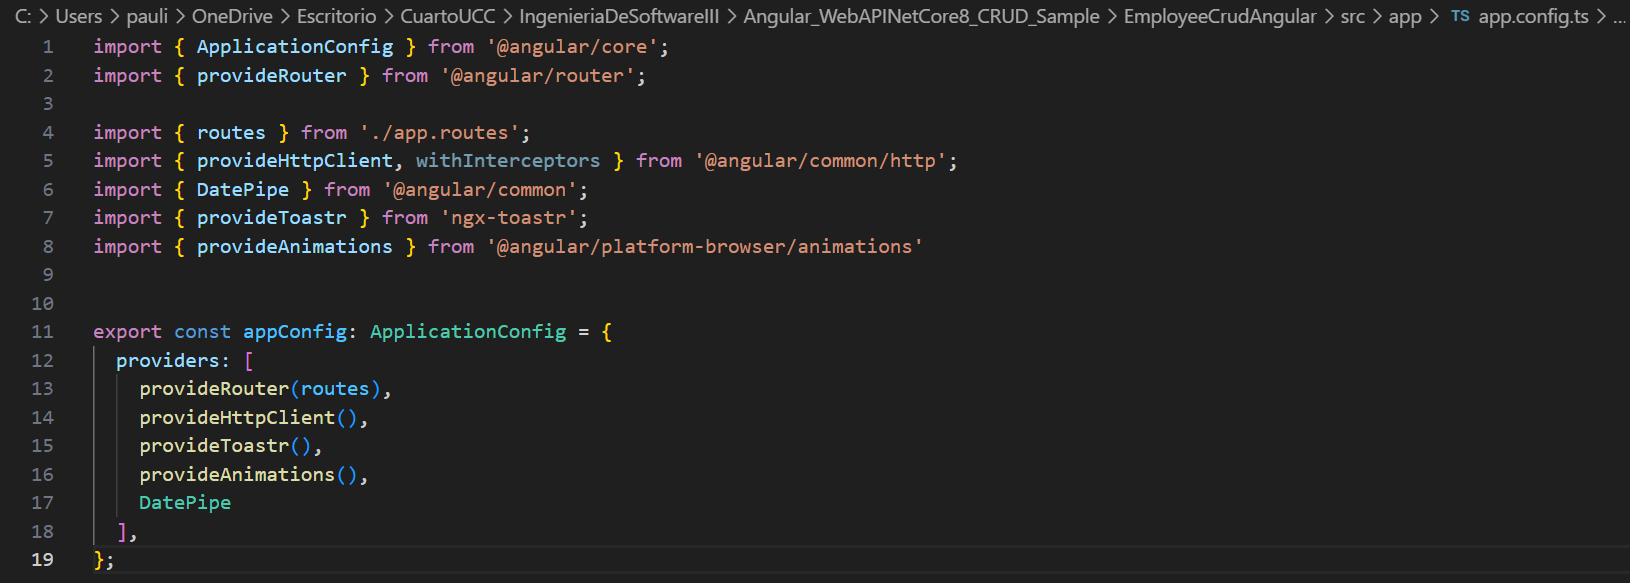 C: > Users > pauli > OneDrive > Escritorio > CuartoUCC > IngenieriaDeSoftwareIII > Angular_WebAPINetCore8_CRUD_Sample > EmployeeCrudAngular > src > app > TS app.config.ts > ...
1 import { ApplicationConfig } from '@angular/core';
2 import { provideRouter } from '@angular/router';
3
4 import { routes } from './app.routes';
5 import { provideHttpClient, withInterceptors } from '@angular/common/http';
6 import { DatePipe } from '@angular/common';
7 import { provideToastr } from 'ngx-toastr';
8 import { provideAnimations } from '@angular/platform-browser/animations'
9
10
11 export const appConfig: ApplicationConfig = {
12   providers: [
13     provideRouter(routes),
14     provideHttpClient(),
15     provideToastr(),
16     provideAnimations(),
17     DatePipe
18   ],
19 };